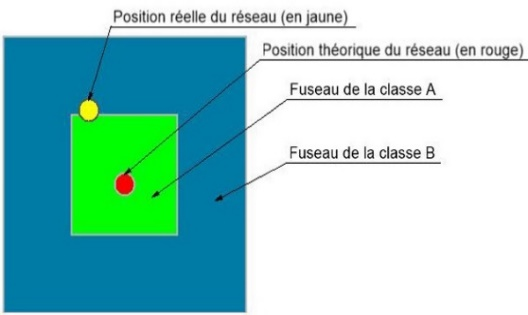 Position réelle du réseau (en jaune)
Position théorique du réseau (en rouge)
Fuseau de la classe A
Fuseau de la classe B